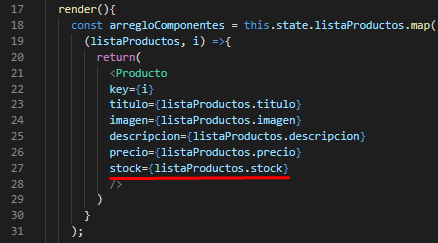 17 render(){
18 const arregloComponentes = this.state.listaProductos.map(
19 (listaProductos, i) =>{
20 return(
21 <Producto
22 key={i}
23 titulo={listaProductos.titulo}
24 imagen={listaProductos.imagen}
25 descripcion={listaProductos.descripcion}
26 precio={listaProductos.precio}
27 stock={listaProductos.stock}
28 />
29 )
30 }
31 );